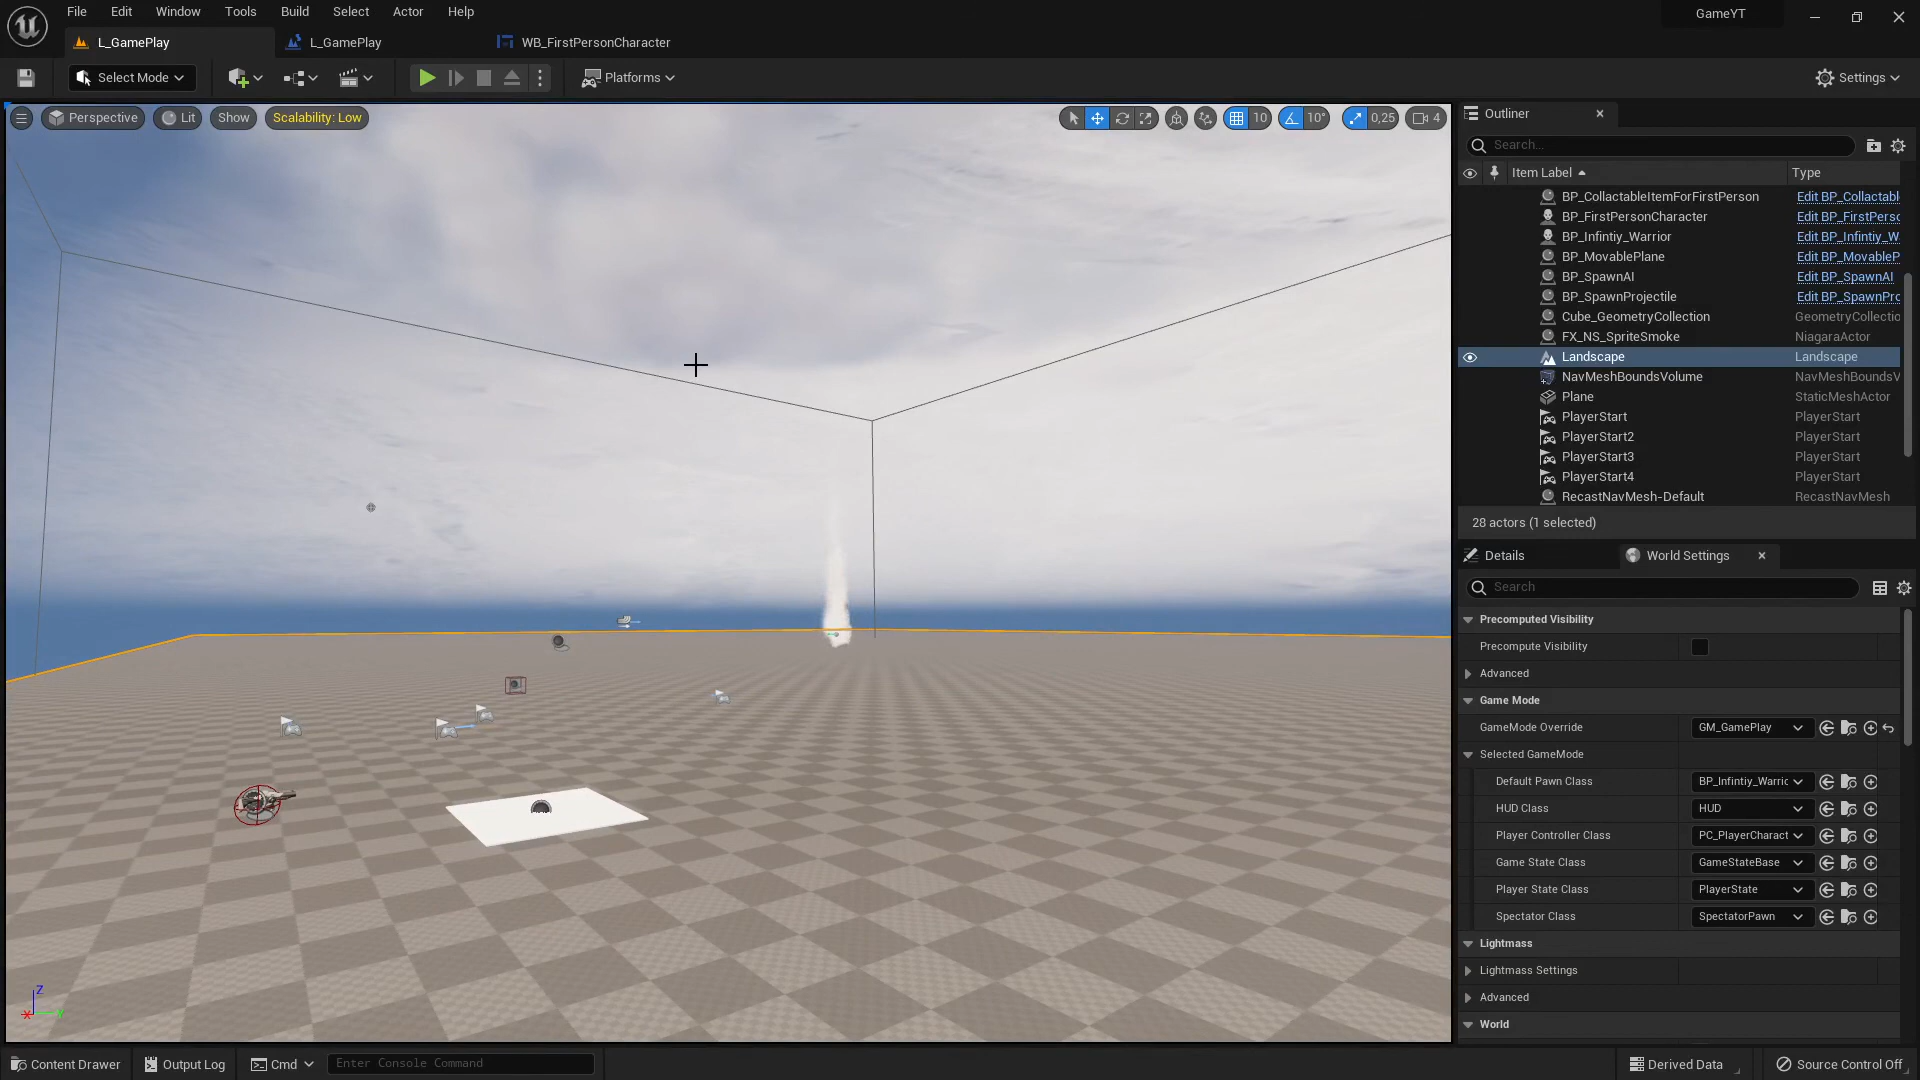 File Edit Window Tools Build Select Actor Help
GameYT
L_GamePlay
L_GamePlay
WB_FirstPersonCharacter
Select Mode
Platforms
Settings
Perspective
Lit
Show
Scalability: Low
10
10°
0,25
4
Outliner
Search...
Item Label
Type
BP_CollactableItemForFirstPerson Edit BP_Collactabl
BP_FirstPersonCharacter Edit BP_FirstPerso
BP_Infintiy_Warrior Edit BP_Infintiy_W
BP_MovablePlane Edit BP_MovableP
BP_SpawnAI Edit BP_SpawnAI
BP_SpawnProjectile Edit BP_SpawnPro
Cube_GeometryCollection GeometryCollectio
FX_NS_SpriteSmoke NiagaraActor
Landscape Landscape
NavMeshBoundsVolume NavMeshBoundsV
Plane StaticMeshActor
PlayerStart PlayerStart
PlayerStart2 PlayerStart
PlayerStart3 PlayerStart
PlayerStart4 PlayerStart
RecastNavMesh-Default RecastNavMesh
28 actors (1 selected)
Details
World Settings
Search
Precomputed Visibility
Precompute Visibility
Advanced
Game Mode
GameMode Override GM_GamePlay
Selected GameMode
Default Pawn Class BP_Infintiy_Warric
HUD Class HUD
Player Controller Class PC_PlayerCharact
Game State Class GameStateBase
Player State Class PlayerState
Spectator Class SpectatorPawn
Lightmass
Lightmass Settings
Advanced
World
Z
X
Y
Content Drawer
Output Log
Cmd
Enter Console Command
Derived Data
Source Control Off